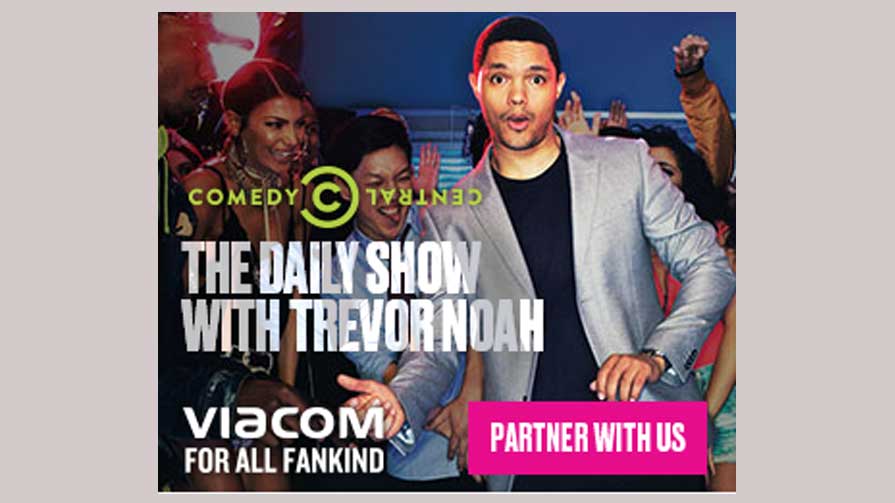 COMEDY CENTRAL
THE DAILY SHOW
WITH TREVOR NOAH
VIACOM
FOR ALL FANKIND
PARTNER WITH US